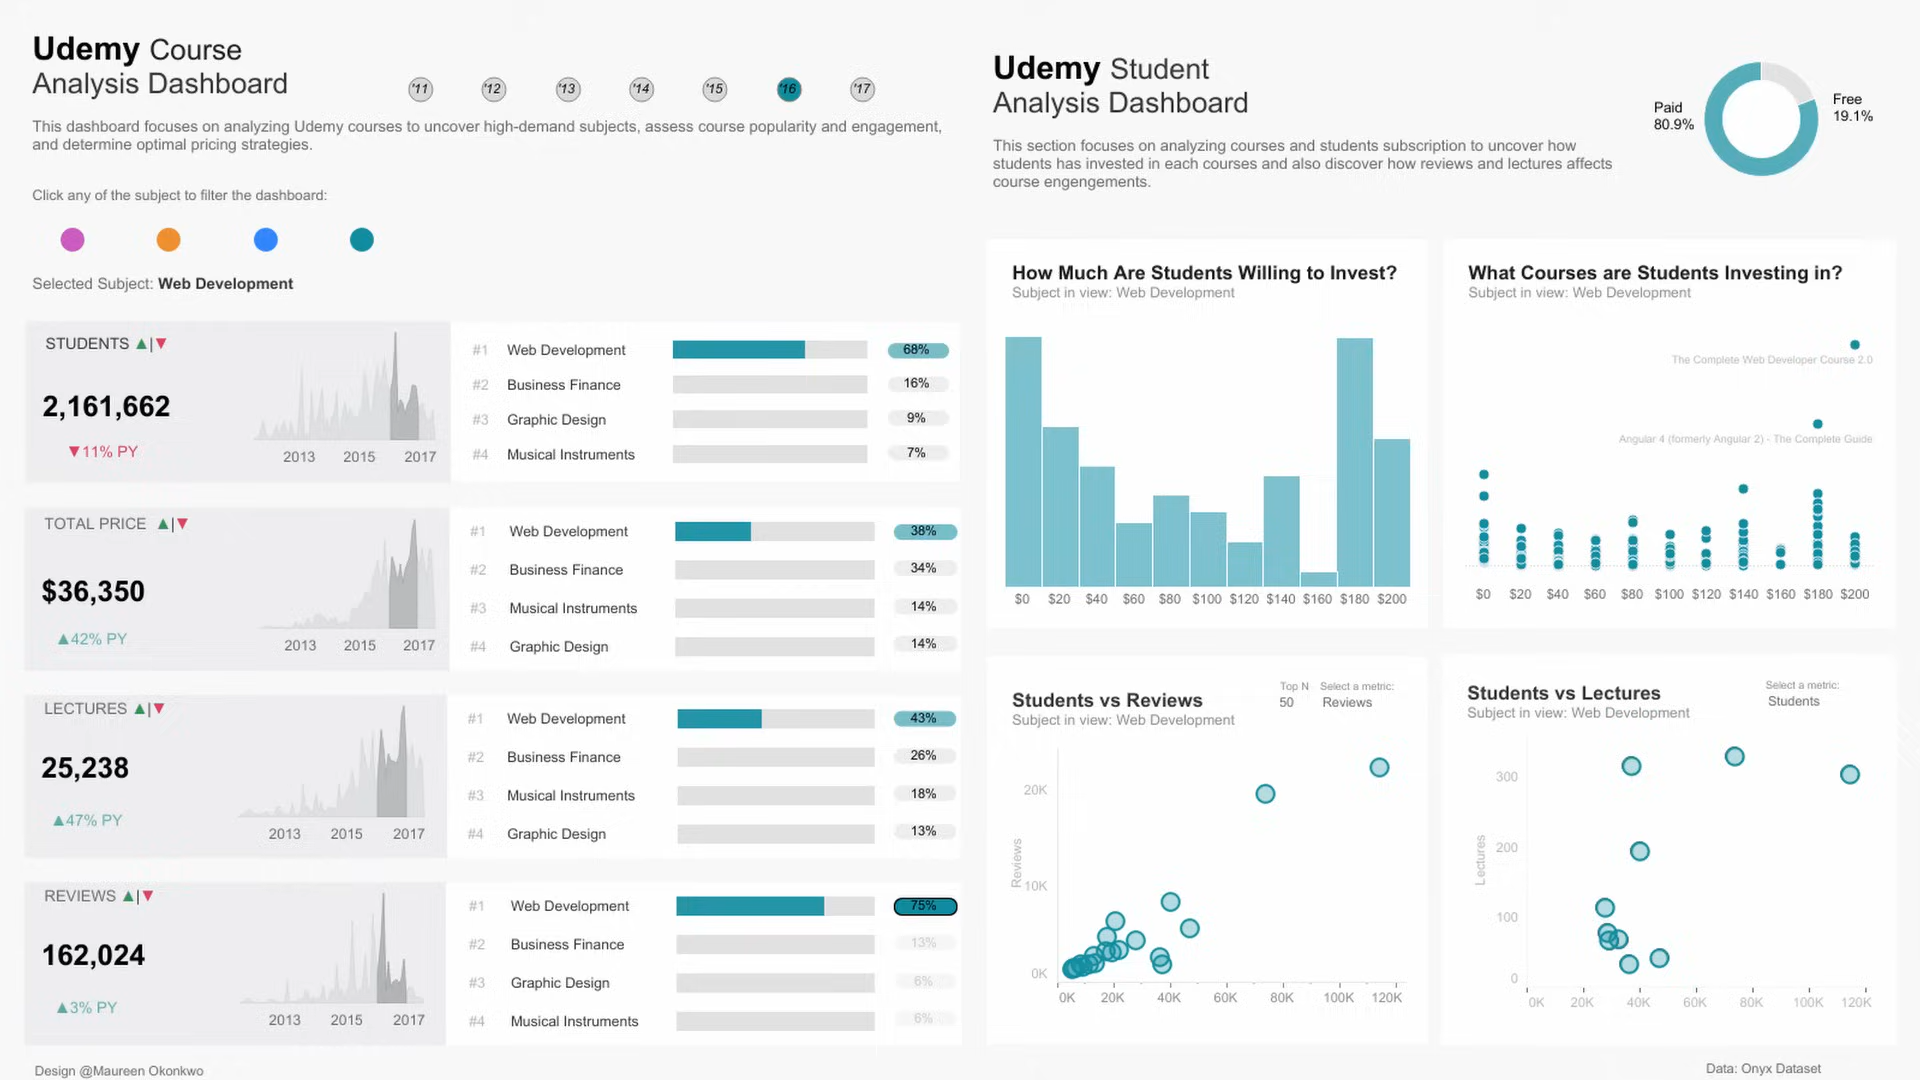 Udemy Course
Analysis Dashboard
'11 '12 '13 '14 '15 '16 '17
This dashboard focuses on analyzing Udemy courses to uncover high-demand subjects, assess course popularity and engagement,
and determine optimal pricing strategies.
Click any of the subject to filter the dashboard:
Selected Subject: Web Development
STUDENTS ▲|▼
2,161,662
▼11% PY
2013 2015 2017
#1 Web Development 68%
#2 Business Finance 16%
#3 Graphic Design 9%
#4 Musical Instruments 7%
TOTAL PRICE ▲|▼
$36,350
▲42% PY
2013 2015 2017
#1 Web Development 38%
#2 Business Finance 34%
#3 Musical Instruments 14%
#4 Graphic Design 14%
LECTURES ▲|▼
25,238
▲47% PY
2013 2015 2017
#1 Web Development 43%
#2 Business Finance 26%
#3 Musical Instruments 18%
#4 Graphic Design 13%
REVIEWS ▲|▼
162,024
▲3% PY
2013 2015 2017
#1 Web Development 75%
#2 Business Finance 13%
#3 Graphic Design 6%
#4 Musical Instruments 6%
Design @Maureen Okonkwo
Udemy Student
Analysis Dashboard
This section focuses on analyzing courses and students subscription to uncover how
students has invested in each courses and also discover how reviews and lectures affects
course engengements.
Paid
80.9%
Free
19.1%
How Much Are Students Willing to Invest?
Subject in view: Web Development
$0 $20 $40 $60 $80 $100 $120 $140 $160 $180 $200
What Courses are Students Investing in?
Subject in view: Web Development
The Complete Web Developer Course 2.0
Angular 4 (formerly Angular 2) - The Complete Guide
$0 $20 $40 $60 $80 $100 $120 $140 $160 $180 $200
Students vs Reviews
Subject in view: Web Development
Top N Select a metric:
50 Reviews
Reviews
20K
10K
0K
0K 20K 40K 60K 80K 100K 120K
Students vs Lectures
Subject in view: Web Development
Select a metric:
Students
Lectures
300
200
100
0
0K 20K 40K 60K 80K 100K 120K
Data: Onyx Dataset